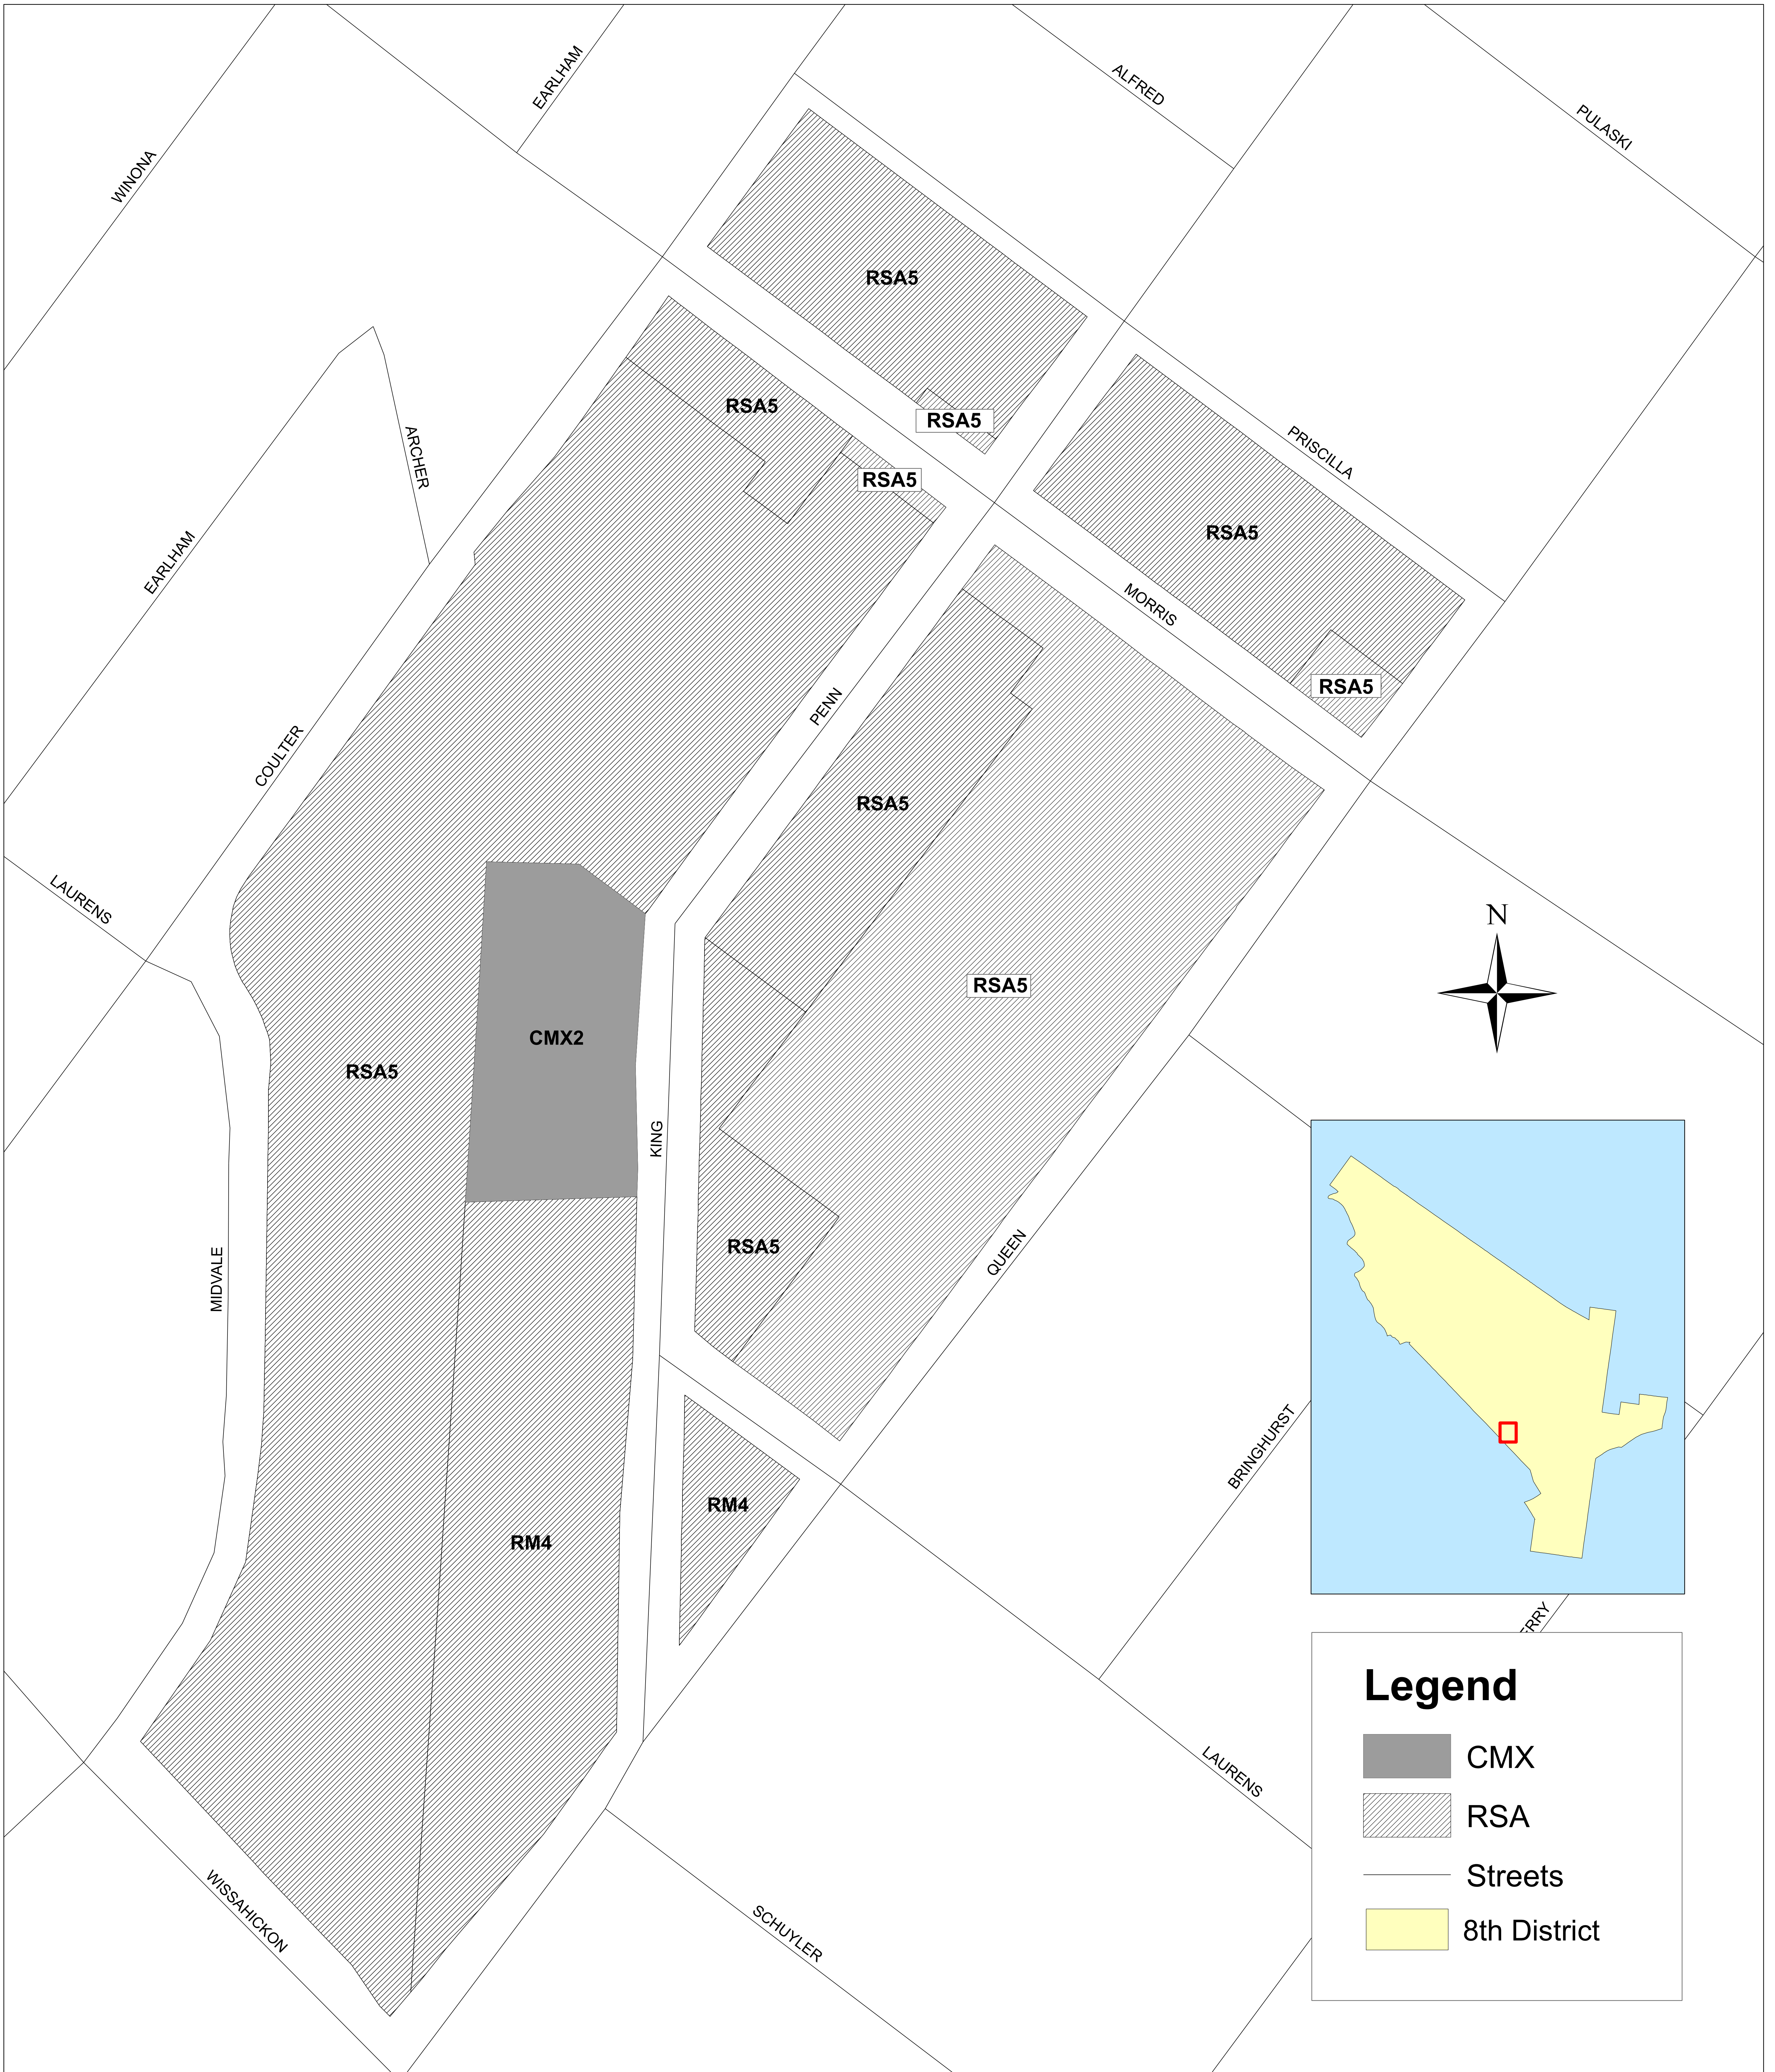 EARLHAM
ALFRED
PULASKI
WINONA
RSA5
RSA5
RSA5
ARCHER
PRISCILLA
RSA5
RSA5
EARLHAM
MORRIS
RSA5
PENN
COULTER
RSA5
LAURENS
N
RSA5
CMX2
RSA5
KING
RSA5
QUEEN
MIDVALE
BRINGHURST
RM4
RM4
ERRY
Legend
CMX
LAURENS
RSA
Streets
WISSAHICKON
SCHUYLER
8th District